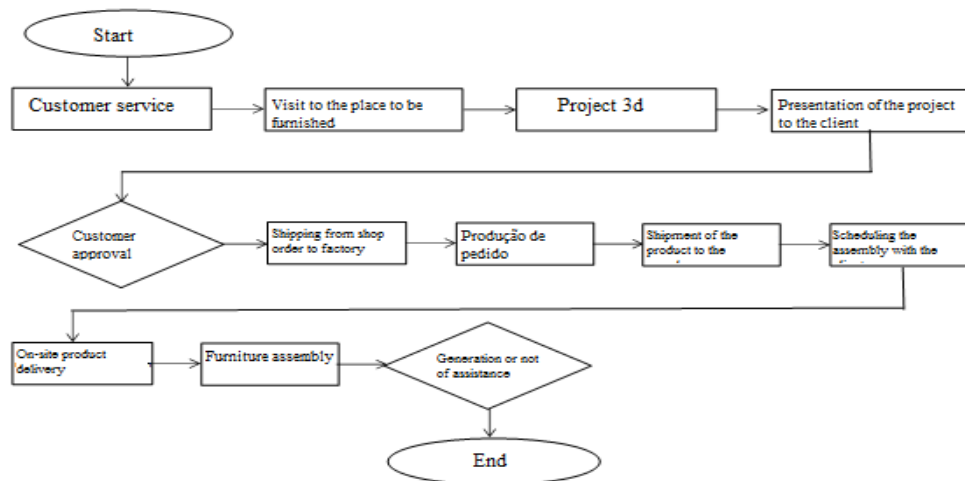 Start
Customer service
Visit to the place to be
furnished
Project 3d
Presentation of the project
to the client
Customer
approval
Shipping from shop
order to factory
Produção de
pedido
Shipment of the
product to the
Scheduling the
assembly with the
On-site product
delivery
Furniture assembly
Generation or not
of assistance
End